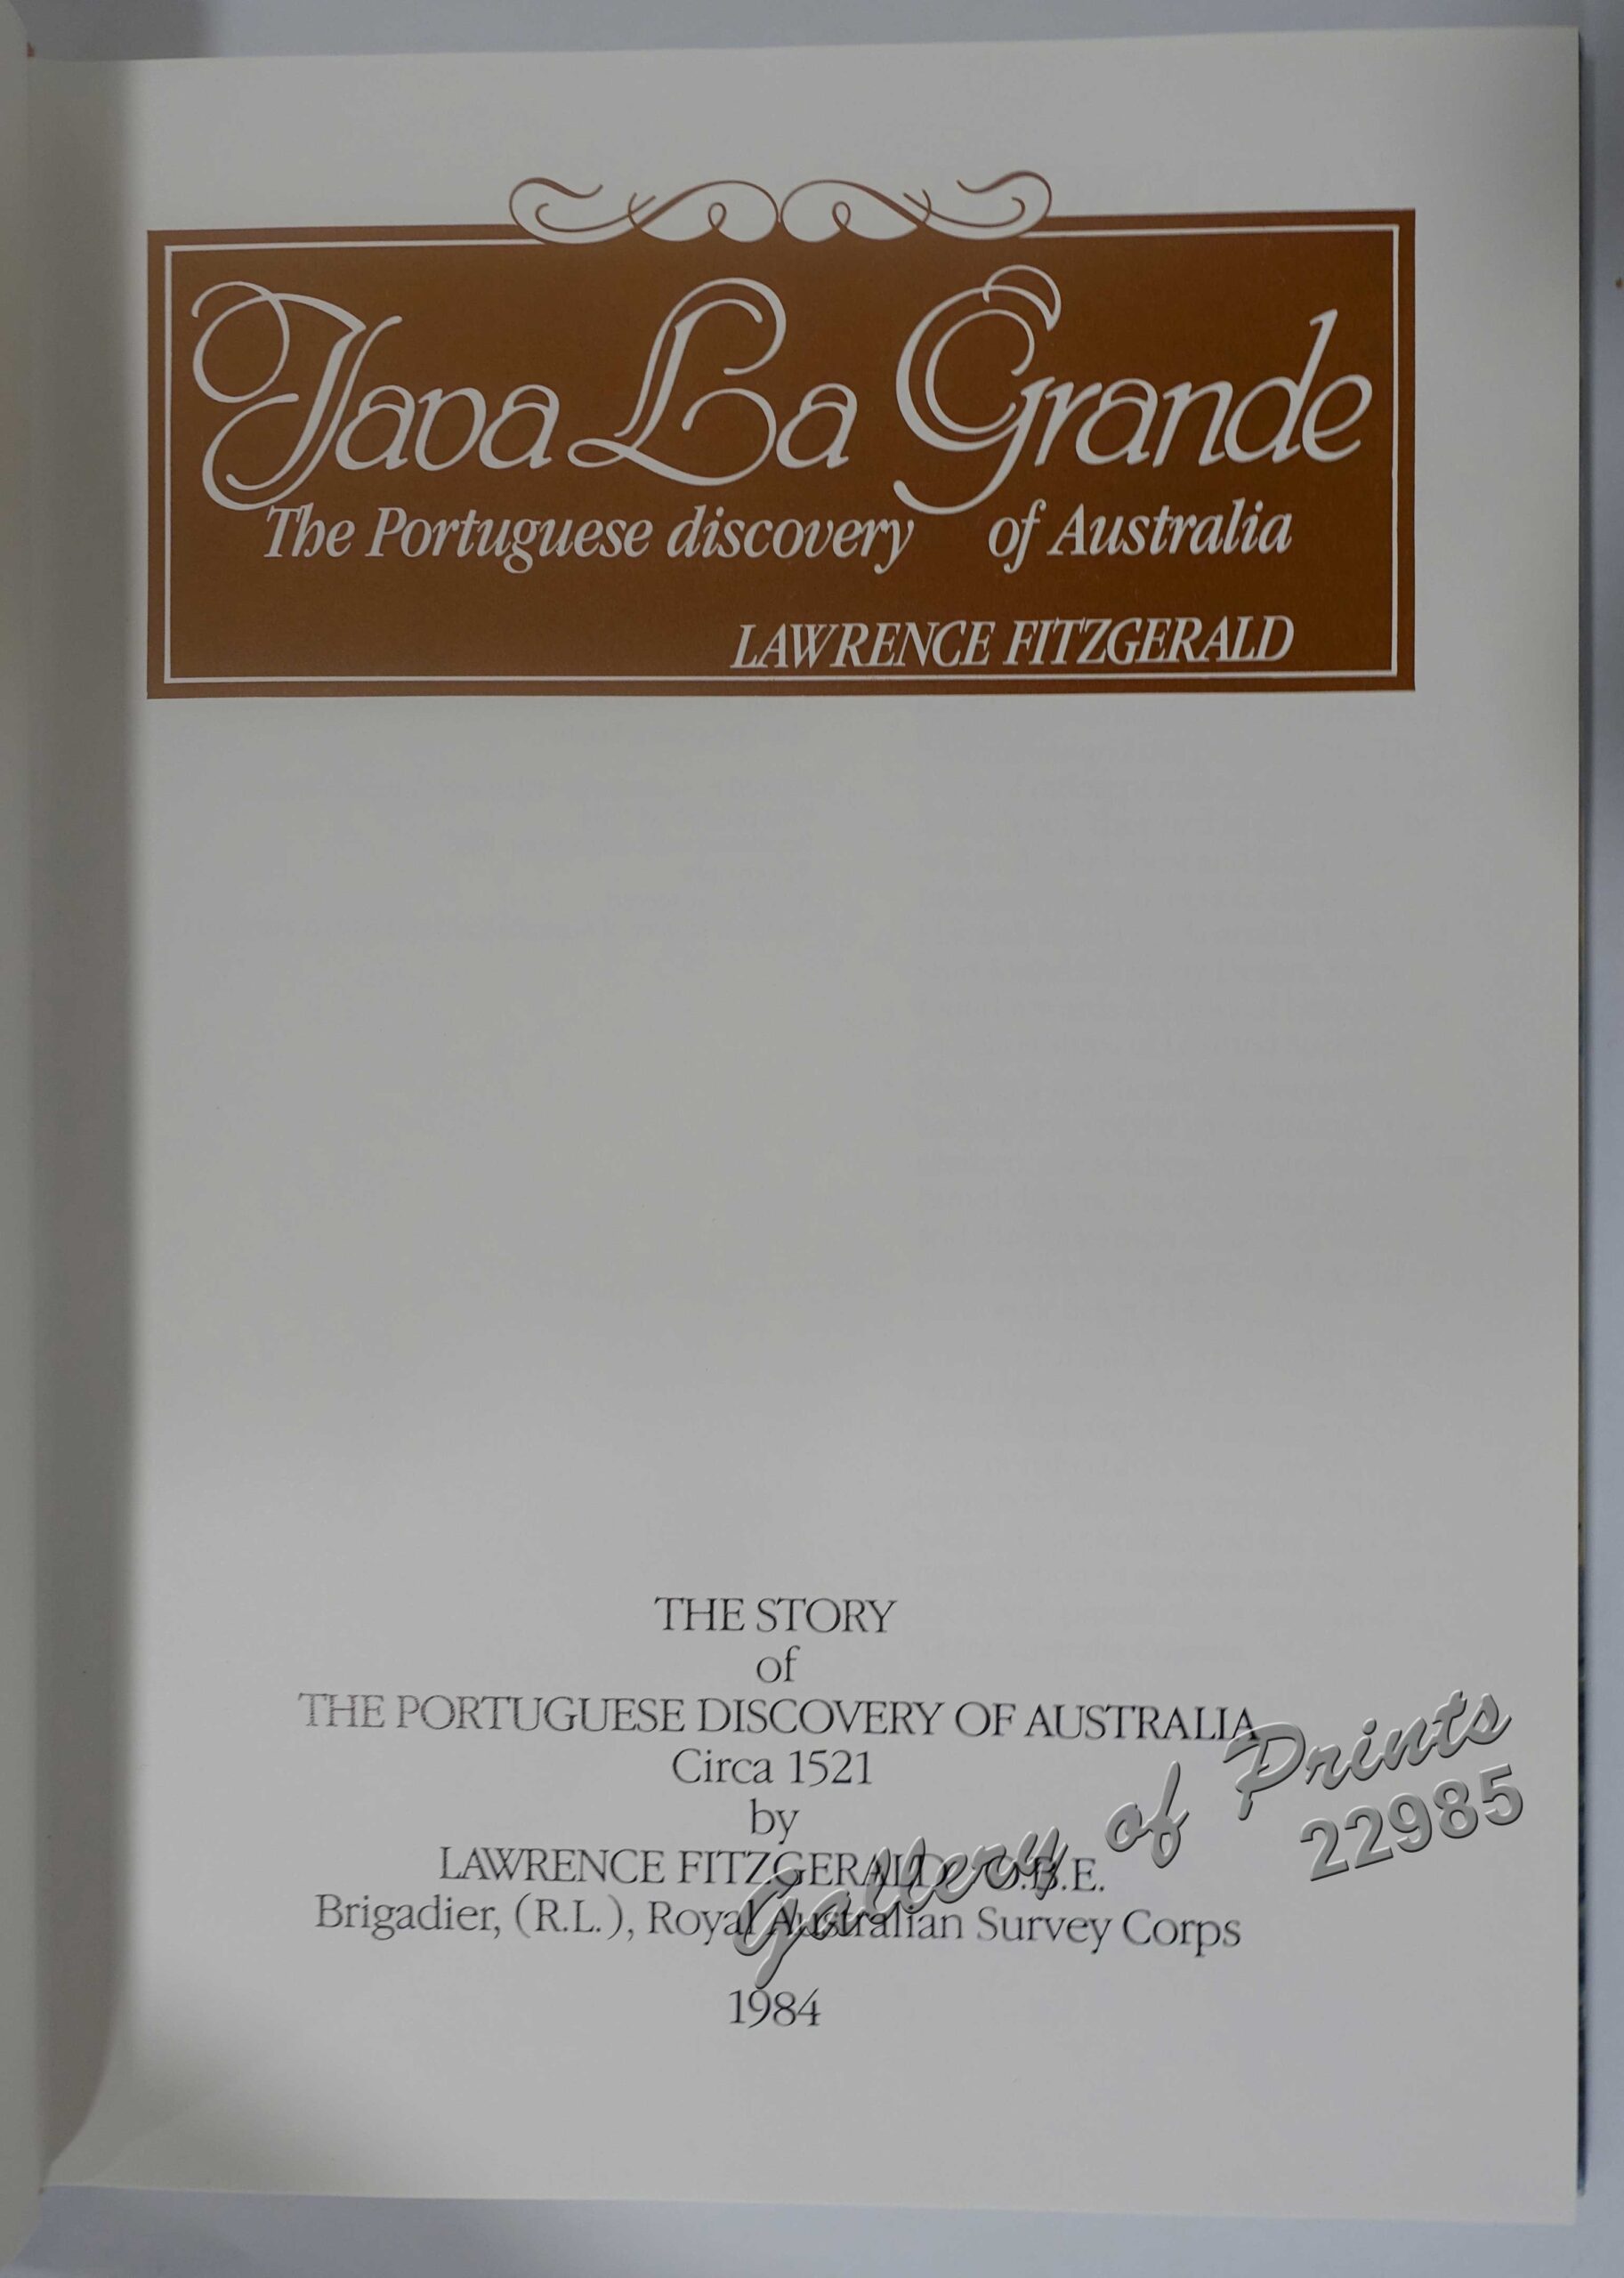 Java La Grande
The Portuguese discovery of Australia
LAWRENCE FITZGERALD
THE STORY
of
THE PORTUGUESE DISCOVERY OF AUSTRALIA
Circa 1521
by
LAWRENCE FITZGERALD, O.B.E.
Brigadier, (R.L.), Royal Australian Survey Corps
1984
Gallery of Prints
22985